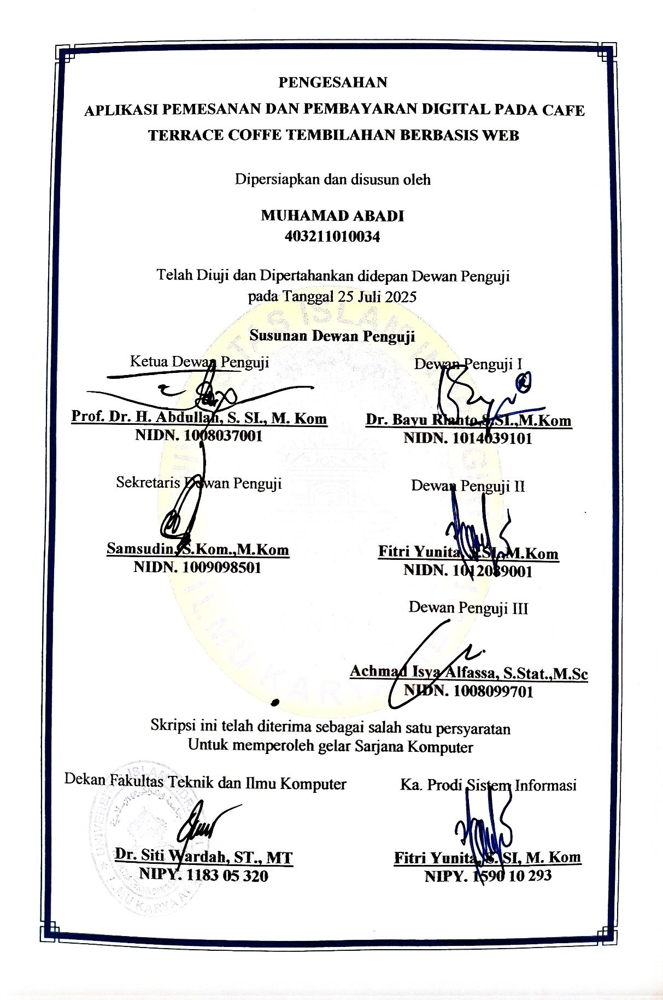 PENGESAHAN
APLIKASI PEMESANAN DAN PEMBAYARAN DIGITAL PADA CAFE
TERRACE COFFE TEMBILAHAN BERBASIS WEB
Dipersiapkan dan disusun oleh
MUHAMAD ABADI
403211010034
Telah Diuji dan Dipertahankan didepan Dewan Penguji
pada Tanggal 25 Juli 2025
Susunan Dewan Penguji
Ketua Dewan Penguji
Prof. Dr. H. Abdullah, S. SI., M. Kom
NIDN. 1008037001
Dewan Penguji I
Dr. Bayu Rianto,S.SI.,M.Kom
NIDN. 1014039101
Sekretaris Dewan Penguji
Samsudin, S.Kom.,M.Kom
NIDN. 1009098501
Dewan Penguji II
Fitri Yunita, S.SI.,M.Kom
NIDN. 1012089001
Dewan Penguji III
Achmad Isya Alfassa, S.Stat.,M.Sc
NIDN. 1008099701
Skripsi ini telah diterima sebagai salah satu persyaratan
Untuk memperoleh gelar Sarjana Komputer
Dekan Fakultas Teknik dan Ilmu Komputer
Dr. Siti Wardah, ST., MT
NIPY. 1183 05 320
Ka. Prodi Sistem Informasi
Fitri Yunita, S. SI, M. Kom
NIPY. 1590 10 293